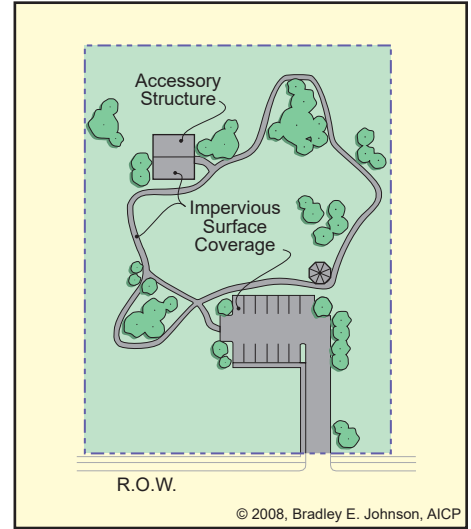 Accessory
Structure
Impervious
Surface
Coverage
R.O.W.
© 2008, Bradley E. Johnson, AICP